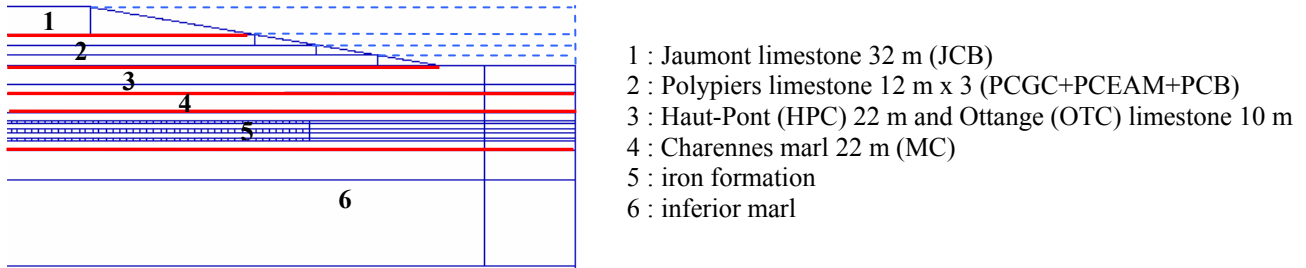 1
2
3
4
5
6
1 : Jaumont limestone 32 m (JCB)
2 : Polypiers limestone 12 m x 3 (PCGC+PCEAM+PCB)
3 : Haut-Pont (HPC) 22 m and Ottange (OTC) limestone 10 m
4 : Charennes marl 22 m (MC)
5 : iron formation
6 : inferior marl